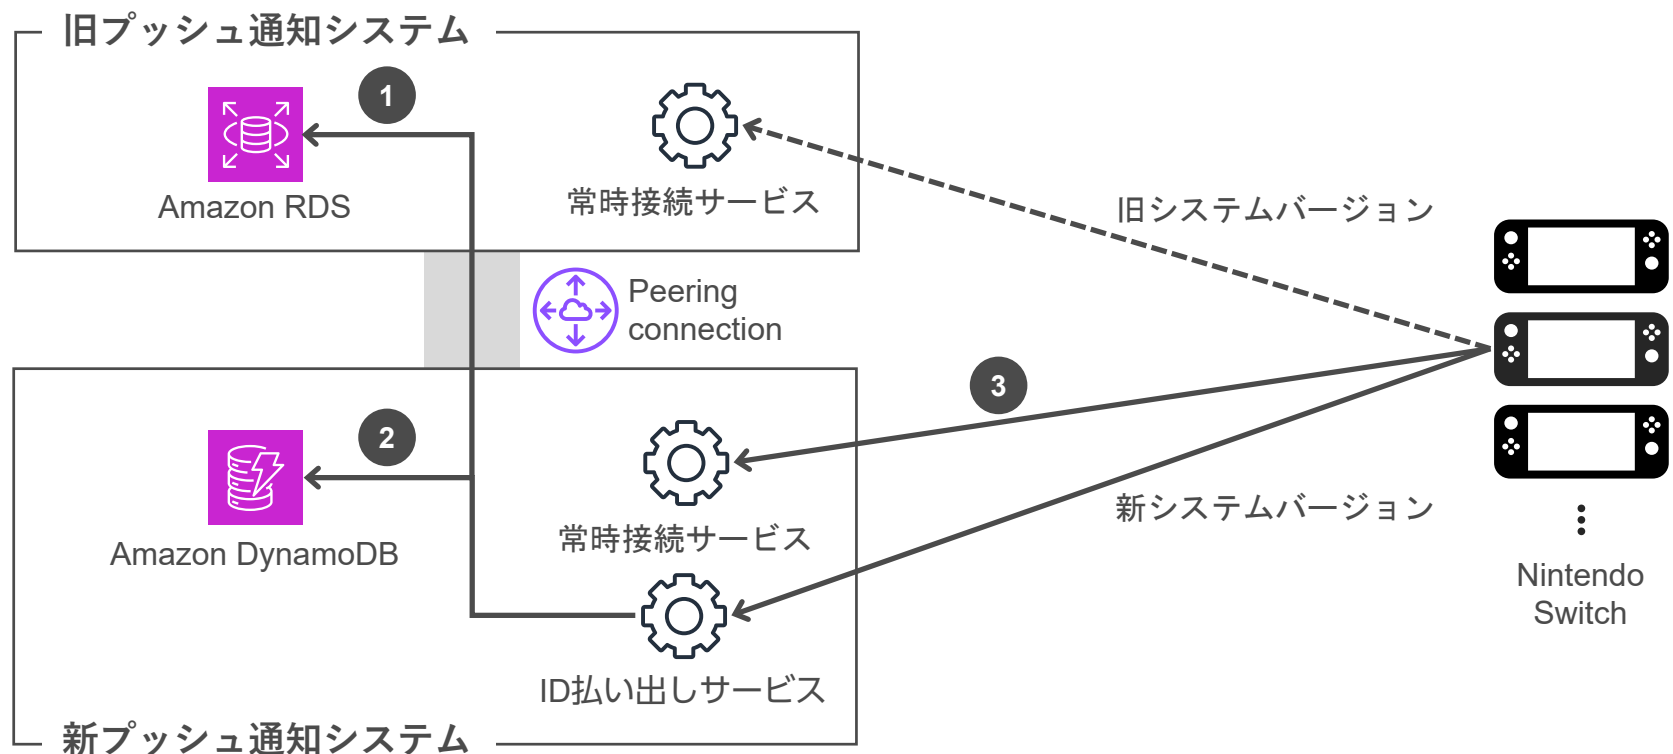 旧プッシュ通知システム
1
Amazon RDS
常時接続サービス
旧システムバージョン
Peering
connection
3
2
Amazon DynamoDB
常時接続サービス
新システムバージョン
Nintendo
Switch
ID払い出しサービス
新プッシュ通知システム